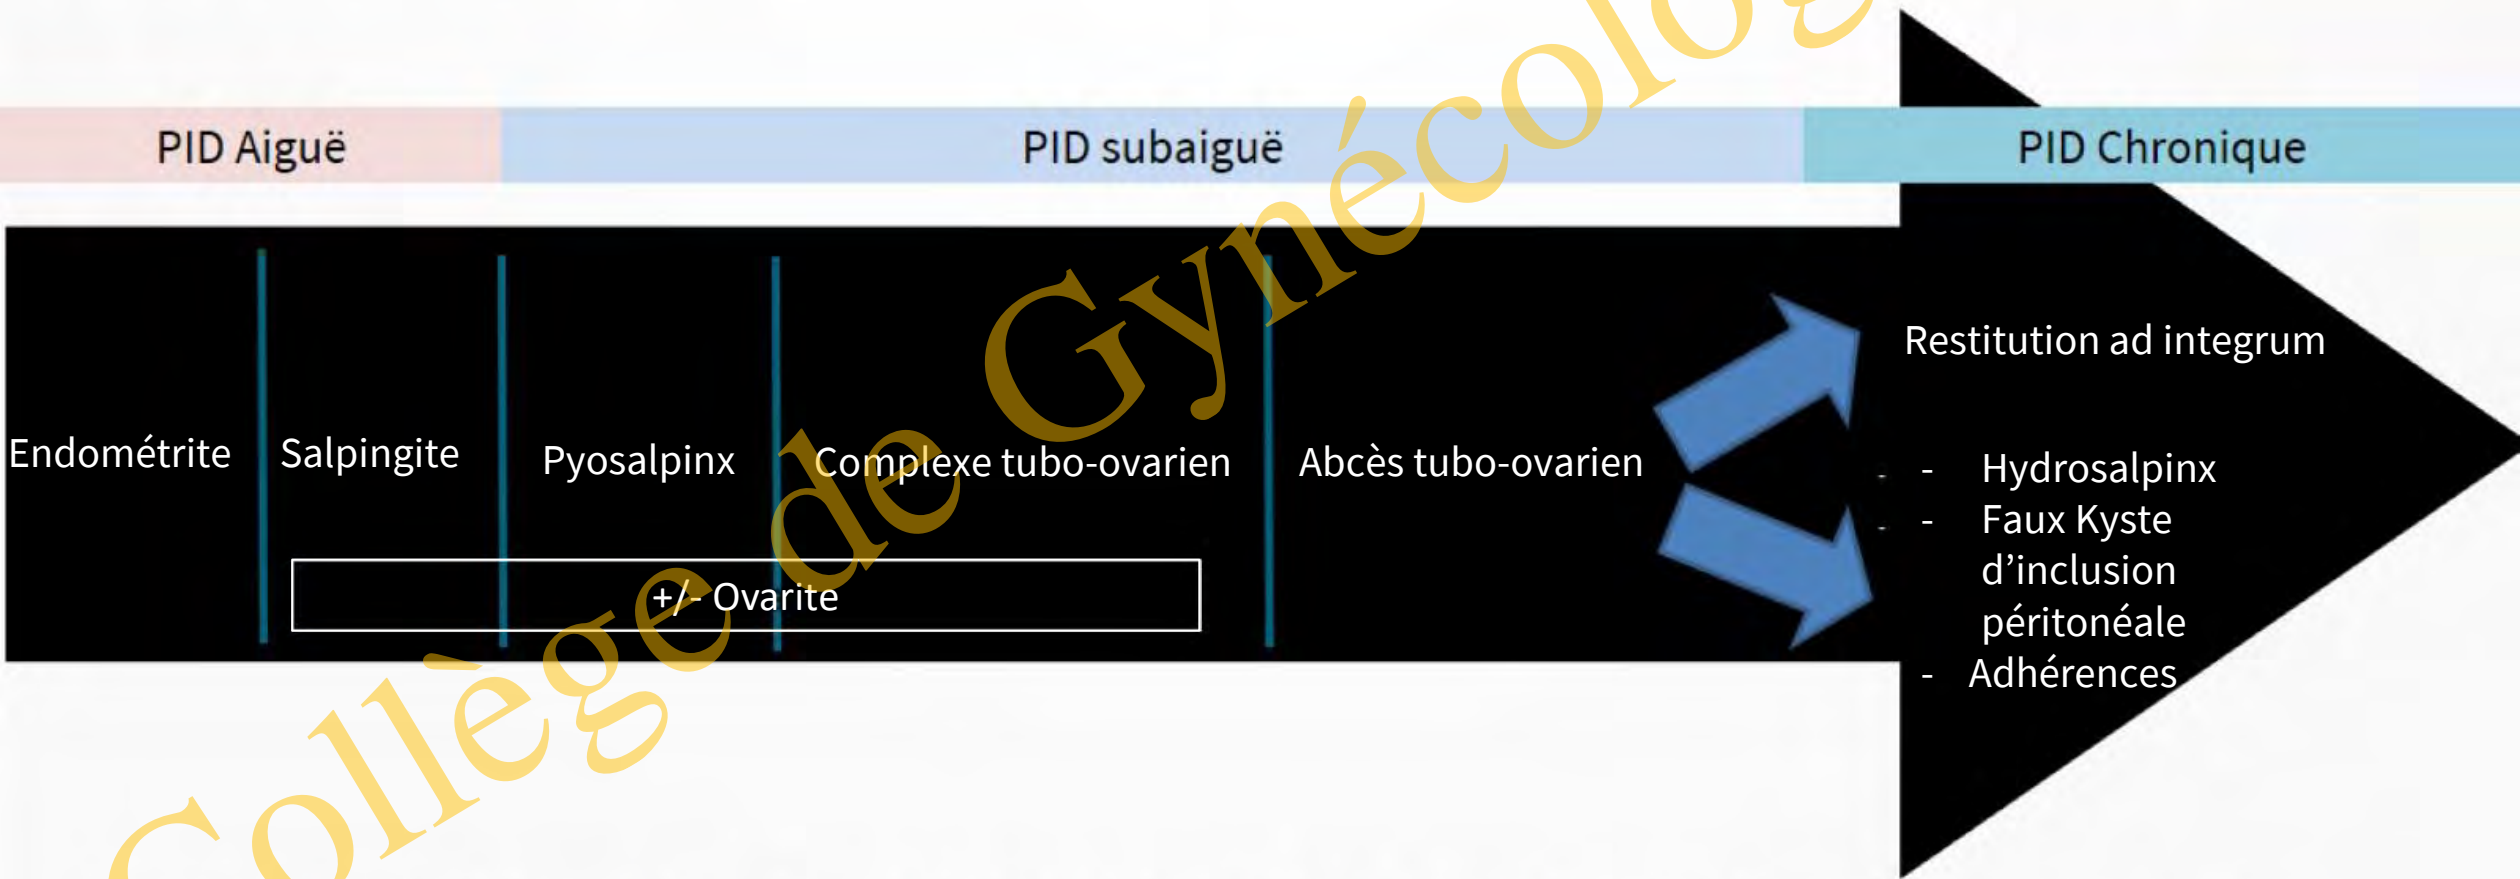 PID Aiguë
PID subaiguë
PID Chronique
Endométrite
Salpingite
Pyosalpinx
Complexe tubo-ovarien
Abcès tubo-ovarien
+/- Ovarite
Restitution ad integrum
- Hydrosalpinx
- Faux Kyste
d’inclusion
péritonéale
- Adhérences
Collège de Gynécolog